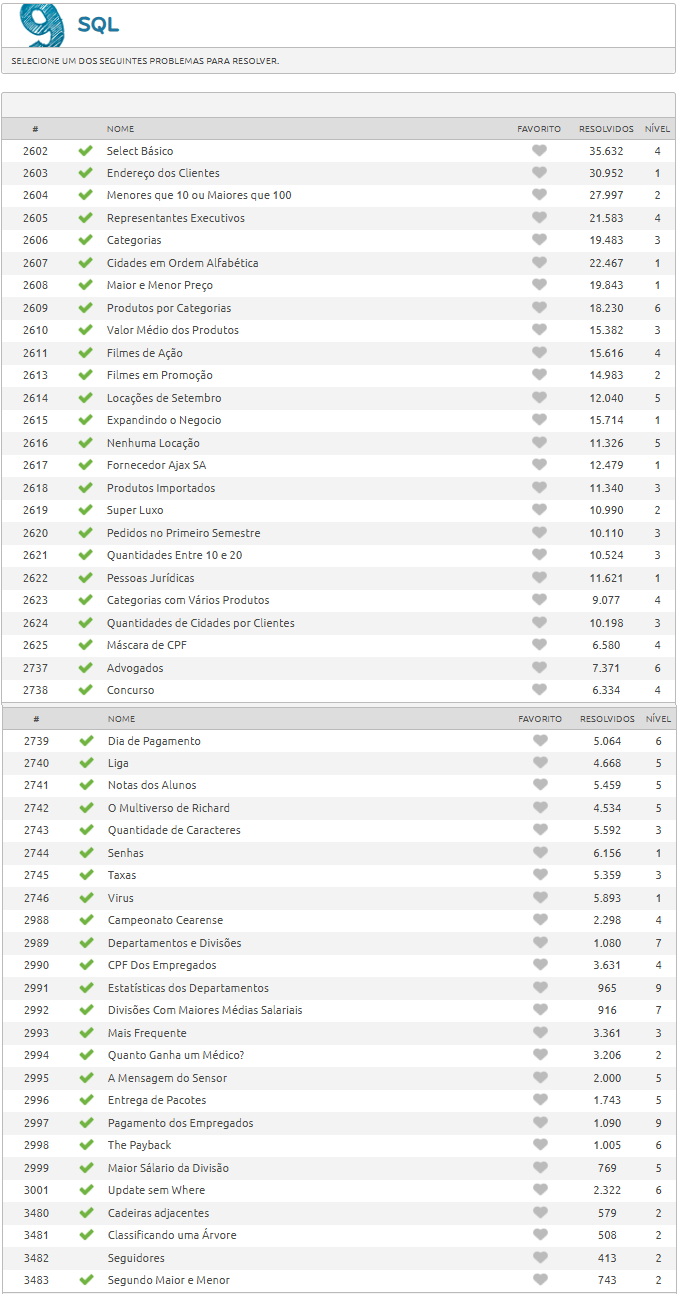 9 SQL
SELECIONE UM DOS SEGUINTES PROBLEMAS PARA RESOLVER.
# NOME FAVORITO RESOLVIDOS NÍVEL
2602 Select Básico 35.632 4
2603 Endereço dos Clientes 30.952 1
2604 Menores que 10 ou Maiores que 100 27.997 2
2605 Representantes Executivos 21.583 4
2606 Categorias 19.483 3
2607 Cidades em Ordem Alfabética 22.467 1
2608 Maior e Menor Preço 19.843 1
2609 Produtos por Categorias 18.230 6
2610 Valor Médio dos Produtos 15.382 3
2611 Filmes de Ação 15.616 4
2613 Filmes em Promoção 14.983 2
2614 Locações de Setembro 12.040 5
2615 Expandindo o Negocio 15.714 1
2616 Nenhuma Locação 11.326 5
2617 Fornecedor Ajax SA 12.479 1
2618 Produtos Importados 11.340 3
2619 Super Luxo 10.990 2
2620 Pedidos no Primeiro Semestre 10.110 3
2621 Quantidades Entre 10 e 20 10.524 3
2622 Pessoas Jurídicas 11.621 1
2623 Categorias com Vários Produtos 9.077 4
2624 Quantidades de Cidades por Clientes 10.198 3
2625 Máscara de CPF 6.580 4
2737 Advogados 7.371 6
2738 Concurso 6.334 4
# NOME FAVORITO RESOLVIDOS NÍVEL
2739 Dia de Pagamento 5.064 6
2740 Liga 4.668 5
2741 Notas dos Alunos 5.459 5
2742 O Multiverso de Richard 4.534 5
2743 Quantidade de Caracteres 5.592 3
2744 Senhas 6.156 1
2745 Taxas 5.359 3
2746 Virus 5.893 1
2988 Campeonato Cearense 2.298 4
2989 Departamentos e Divisões 1.080 7
2990 CPF Dos Empregados 3.631 4
2991 Estatísticas dos Departamentos 965 9
2992 Divisões Com Maiores Médias Salariais 916 7
2993 Mais Frequente 3.361 3
2994 Quanto Ganha um Médico? 3.206 2
2995 A Mensagem do Sensor 2.000 5
2996 Entrega de Pacotes 1.743 5
2997 Pagamento dos Empregados 1.090 9
2998 The Payback 1.005 6
2999 Maior Sálario da Divisão 769 5
3001 Update sem Where 2.322 6
3480 Cadeiras adjacentes 579 2
3481 Classificando uma Árvore 508 2
3482 Seguidores 413 2
3483 Segundo Maior e Menor 743 2